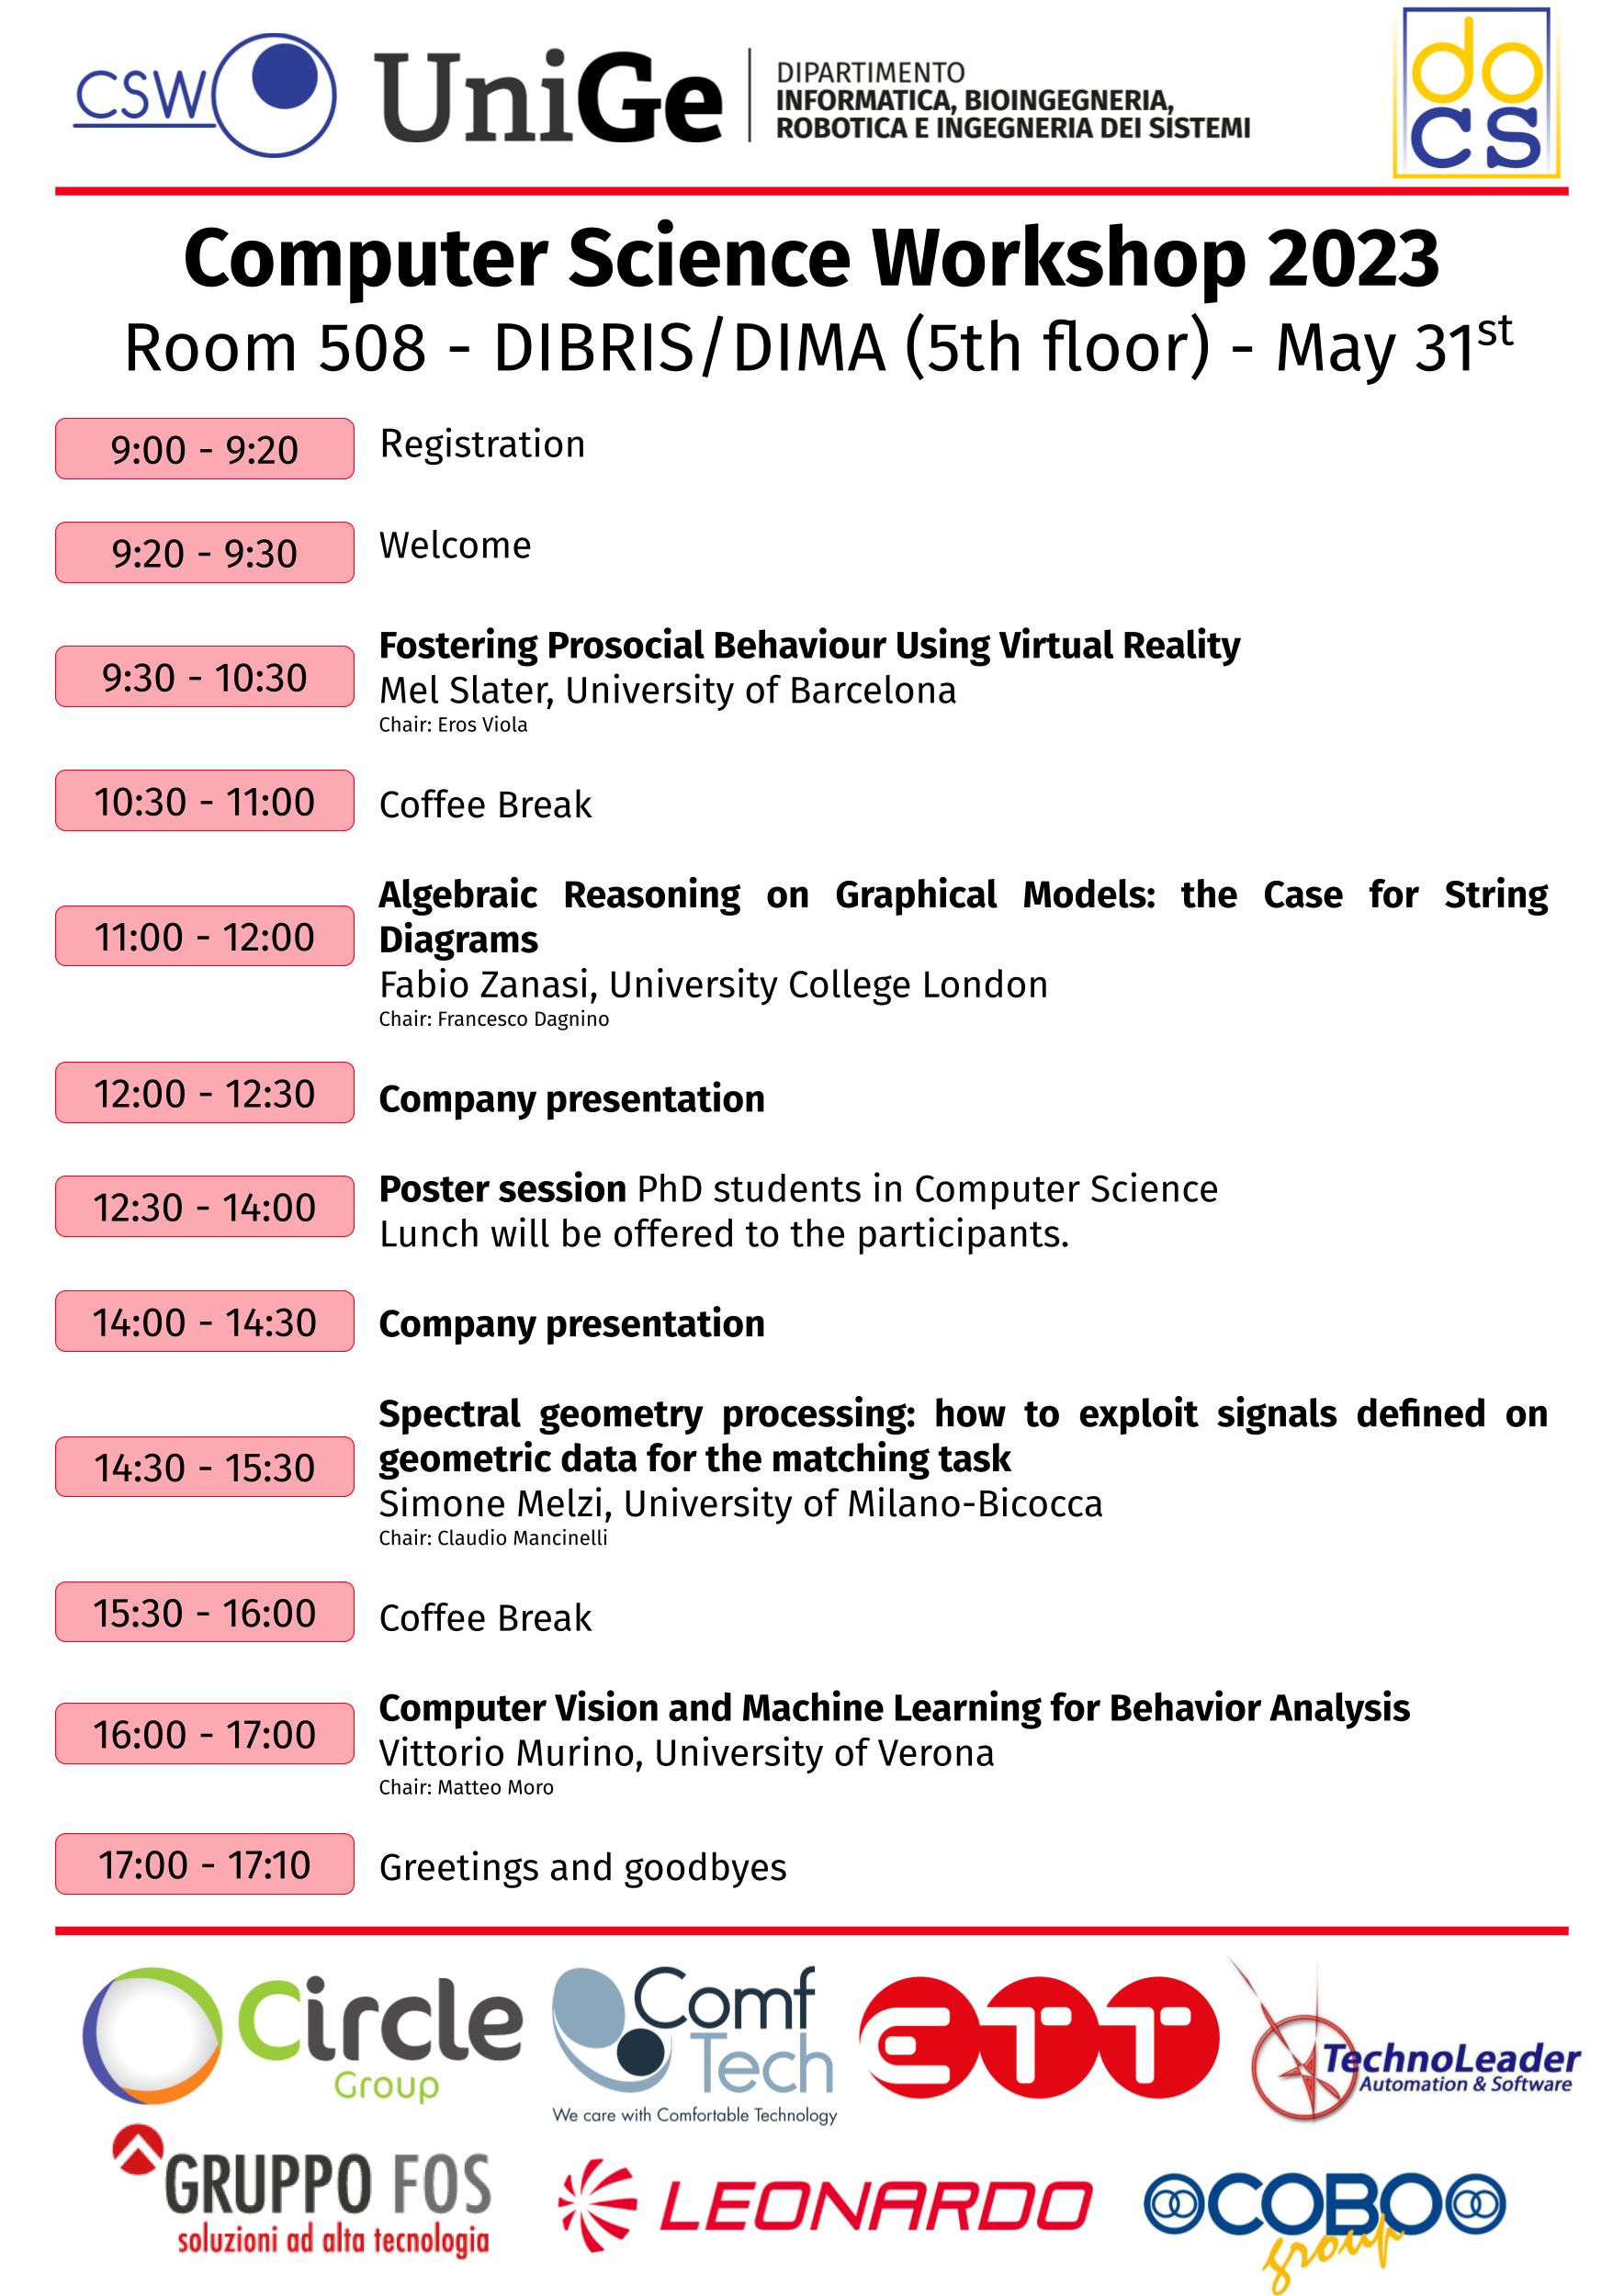 CSW
UniGe
DIPARTIMENTO
INFORMATICA, BIOINGEGNERIA,
ROBOTICA E INGEGNERIA DEI SISTEMI
do
cs
Computer Science Workshop 2023
Room 508 - DIBRIS/DIMA (5th floor) - May 31st
9:00 - 9:20
Registration
9:20 - 9:30
Welcome
9:30 - 10:30
Fostering Prosocial Behaviour Using Virtual Reality
Mel Slater, University of Barcelona
Chair: Eros Viola
10:30 - 11:00
Coffee Break
11:00 - 12:00
Algebraic Reasoning on Graphical Models: the Case for String
Diagrams
Fabio Zanasi, University College London
Chair: Francesco Dagnino
12:00 - 12:30
Company presentation
12:30 - 14:00
Poster session PhD students in Computer Science
Lunch will be offered to the participants.
14:00 - 14:30
Company presentation
14:30 - 15:30
Spectral geometry processing: how to exploit signals defined on
geometric data for the matching task
Simone Melzi, University of Milano-Bicocca
Chair: Claudio Mancinelli
15:30 - 16:00
Coffee Break
16:00 - 17:00
Computer Vision and Machine Learning for Behavior Analysis
Vittorio Murino, University of Verona
Chair: Matteo Moro
17:00 - 17:10
Greetings and goodbyes
Circle
Group
Comf
Tech
We care with Comfortable Technology
ETT
TechnoLeader
Automation & Software
GRUPPO FOS
soluzioni ad alta tecnologia
LEONARDO
COBO
group